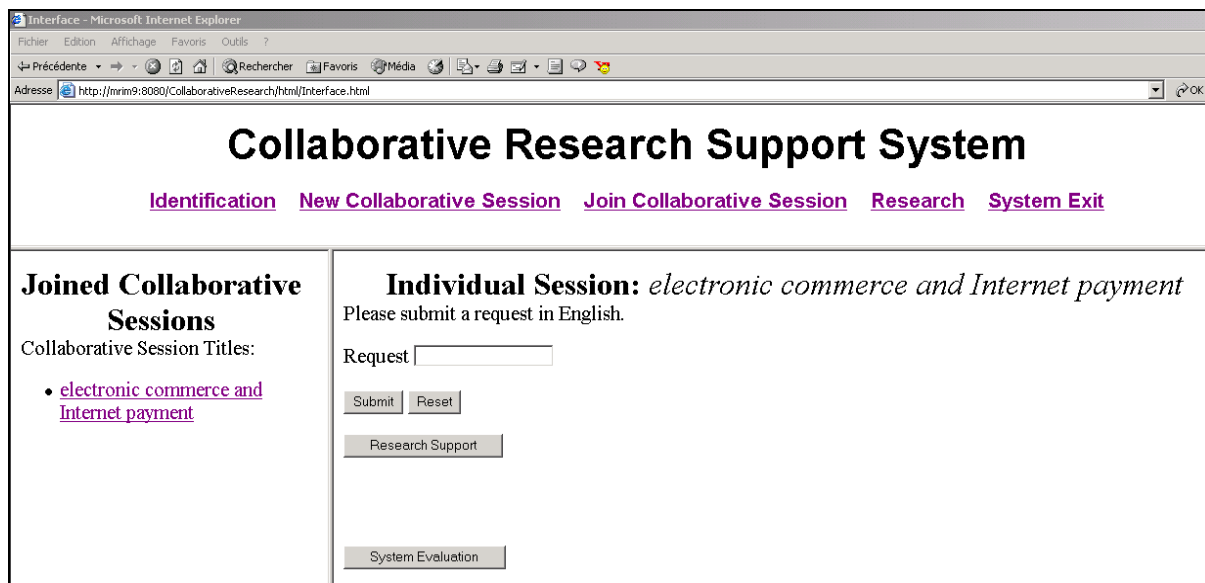 Interface - Microsoft Internet Explorer
Fichier Edition Affichage Favoris Outils ?
Précédente Rechercher Favoris Média
Adresse http://mrim9:8080/CollaborativeResearch/html/Interface.html OK
Collaborative Research Support System
Identification New Collaborative Session Join Collaborative Session Research System Exit
Joined Collaborative
Sessions
Collaborative Session Titles:
• electronic commerce and
Internet payment
Individual Session: electronic commerce and Internet payment
Please submit a request in English.
Request
Submit Reset
Research Support
System Evaluation